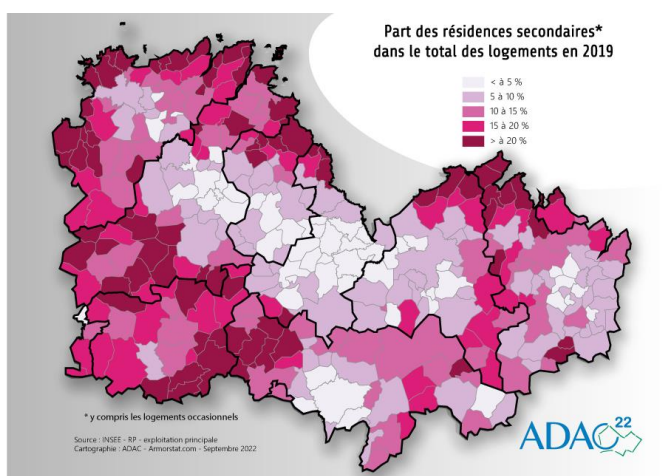 Part des résidences secondaires*
dans le total des logements en 2019
< à 5 %
5 à 10 %
10 à 15 %
15 à 20 %
> à 20 %
* y compris les logements occasionnels
Source : INSEE - RP - exploitation principale
Cartographie : ADAC - Armorstat.com - Septembre 2022
ADAC 22